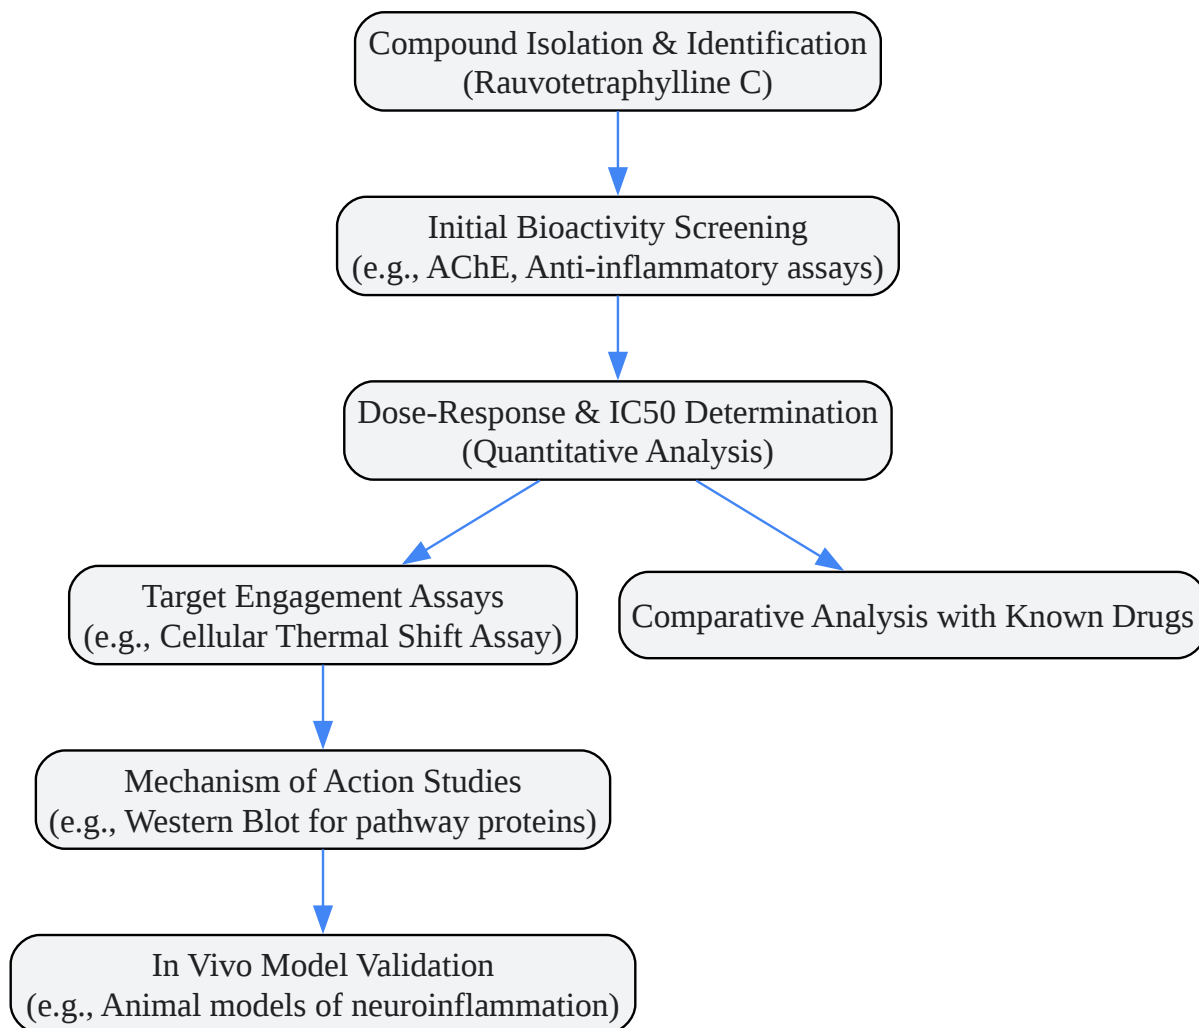 Compound Isolation & Identification
(Rauvotetraphylline C)
Initial Bioactivity Screening
(e.g., AChE, Anti-inflammatory assays)
Dose-Response & IC50 Determination
(Quantitative Analysis)
Target Engagement Assays
(e.g., Cellular Thermal Shift Assay)
Comparative Analysis with Known Drugs
Mechanism of Action Studies
(e.g., Western Blot for pathway proteins)
In Vivo Model Validation
(e.g., Animal models of neuroinflammation)